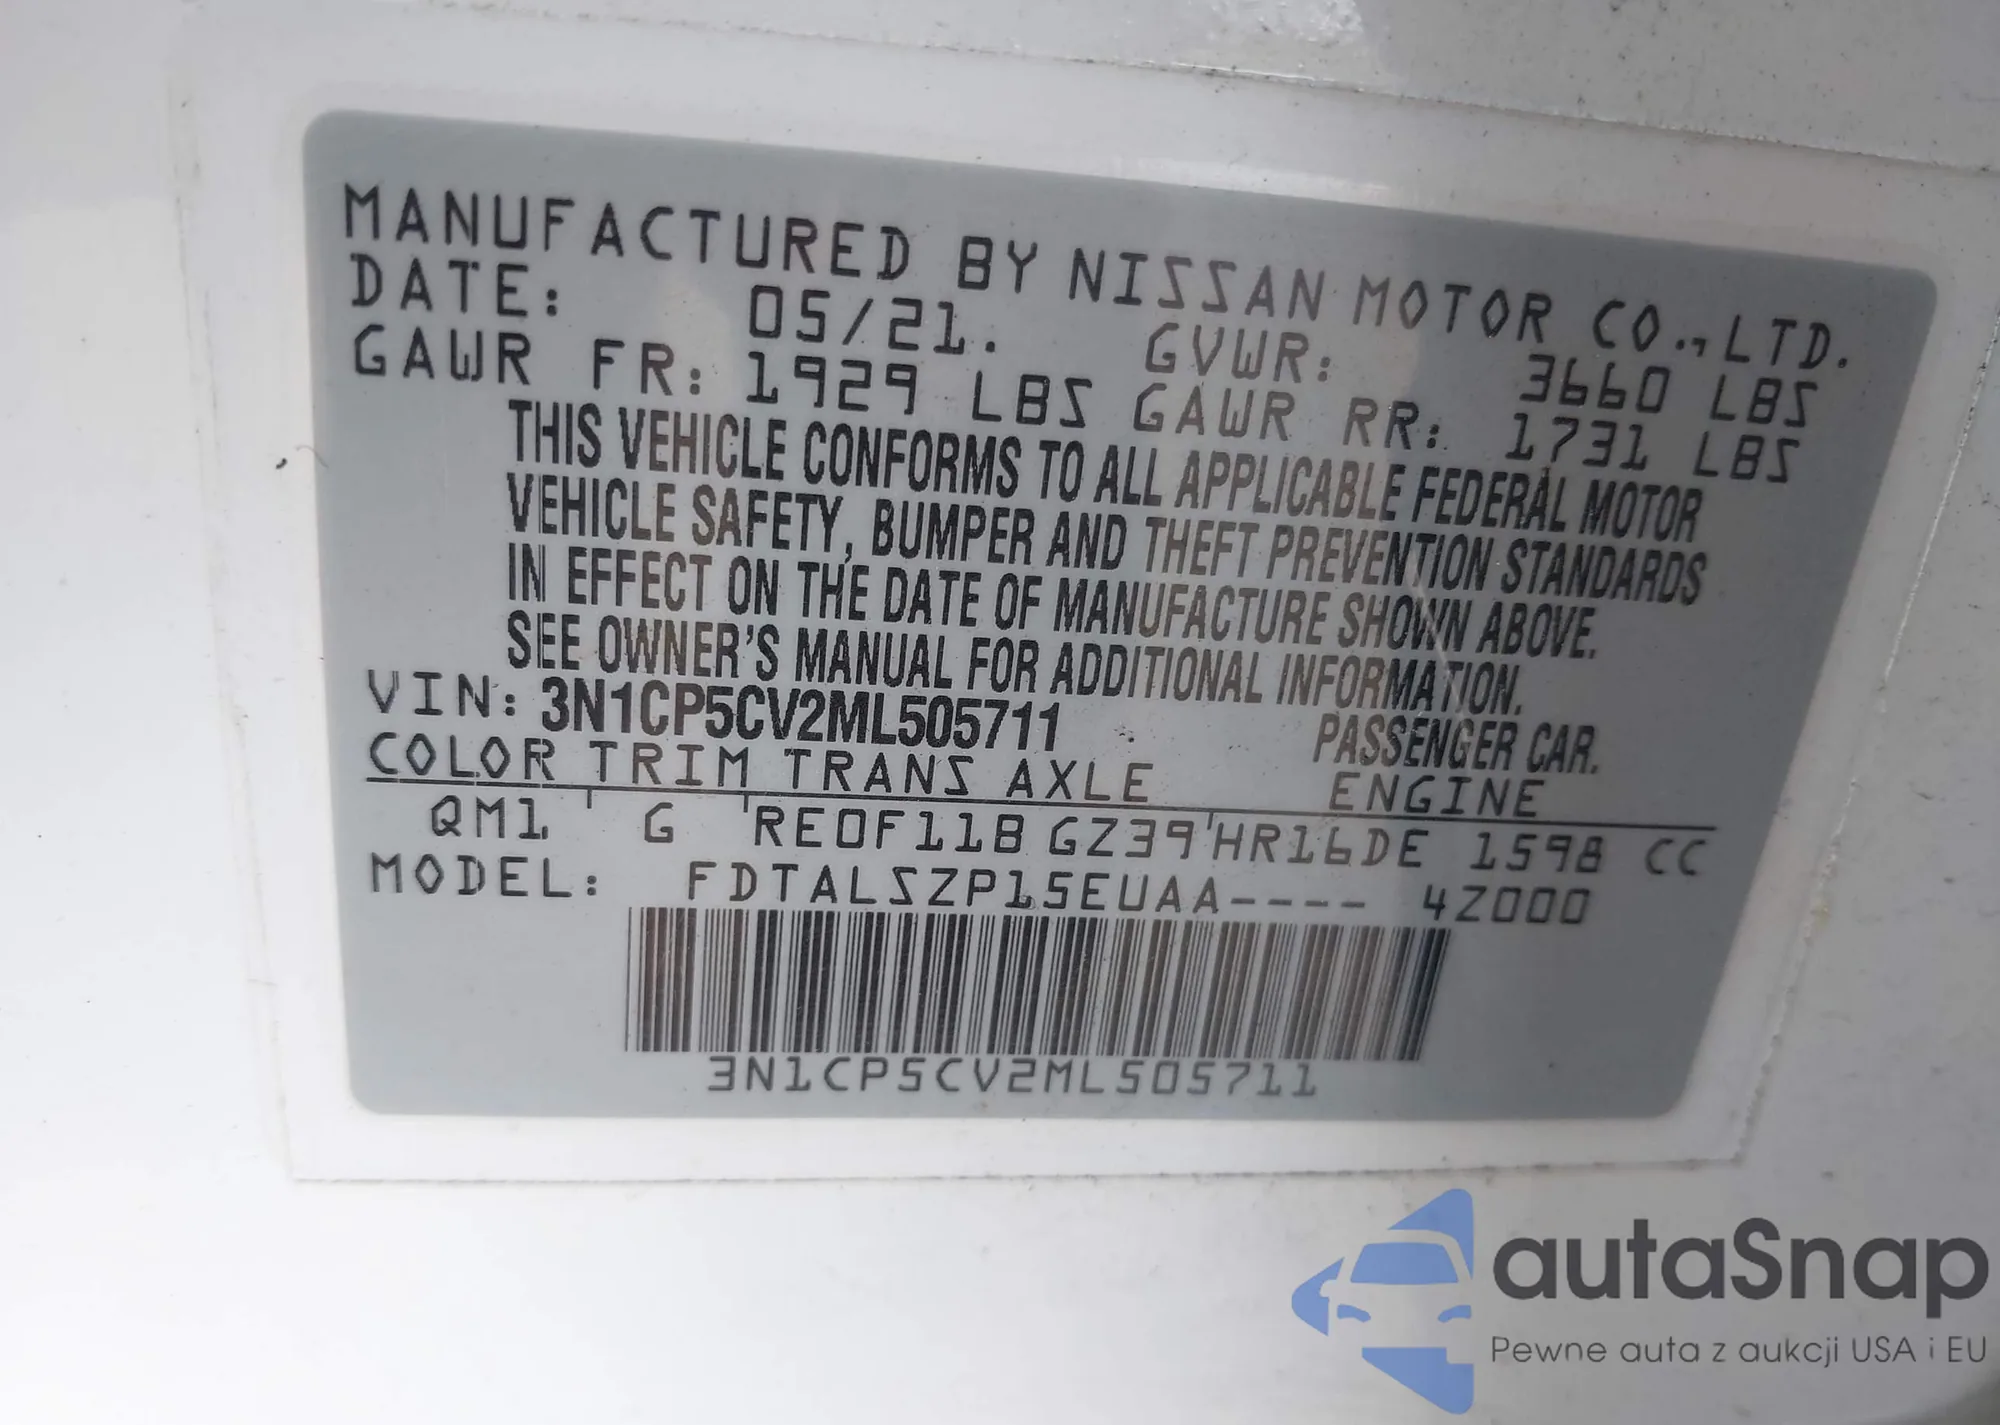 MANUFACTURED BY NISSAN MOTOR CO., LTD.
DATE: 05/21. GVWR: 3660 LBS
GAWR FR: 1929 LBS GAWR RR: 1731 LBS
THIS VEHICLE CONFORMS TO ALL APPLICABLE FEDERAL MOTOR
VEHICLE SAFETY, BUMPER AND THEFT PREVENTION STANDARDS
IN EFFECT ON THE DATE OF MANUFACTURE SHOWN ABOVE.
SEE OWNER'S MANUAL FOR ADDITIONAL INFORMATION.
VIN: 3N1CP5CV2ML505711 PASSENGER CAR.
COLOR TRIM TRANS AXLE ENGINE
QM1 G RE0F11B GZ39 HR16DE 1598 CC
MODEL: FDTALSZP15EUAA---- 4Z000
3N1CP5CV2ML505711
autaSnap
Pewne auta z aukcji USA i EU